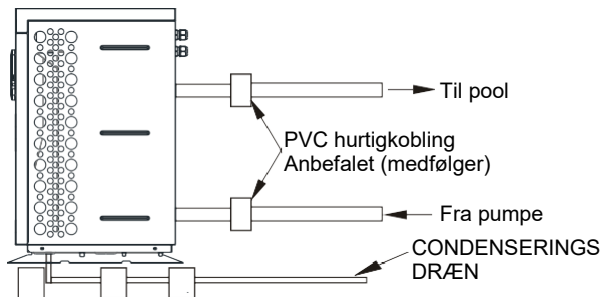 Til pool
PVC hurtigkobling
Anbefalet (medfølger)
Fra pumpe
CONDENSERINGS
DRÆN